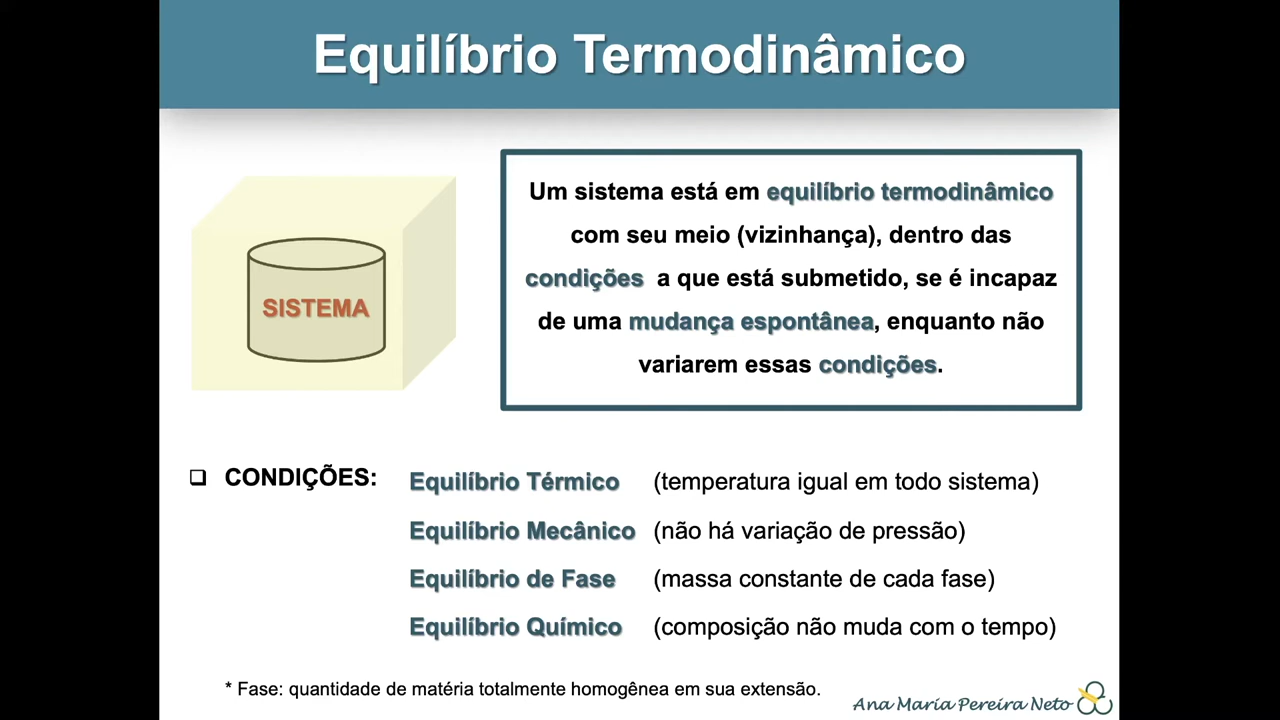 Equilíbrio Termodinâmico
Um sistema está em equilíbrio termodinâmico
com seu meio (vizinhança), dentro das
condições a que está submetido, se é incapaz
de uma mudança espontânea, enquanto não
variarem essas condições.
SISTEMA
CONDIÇÕES:
Equilíbrio Térmico (temperatura igual em todo sistema)
Equilíbrio Mecânico (não há variação de pressão)
Equilíbrio de Fase (massa constante de cada fase)
Equilíbrio Químico (composição não muda com o tempo)
* Fase: quantidade de matéria totalmente homogênea em sua extensão.
Ana Maria Pereira Neto